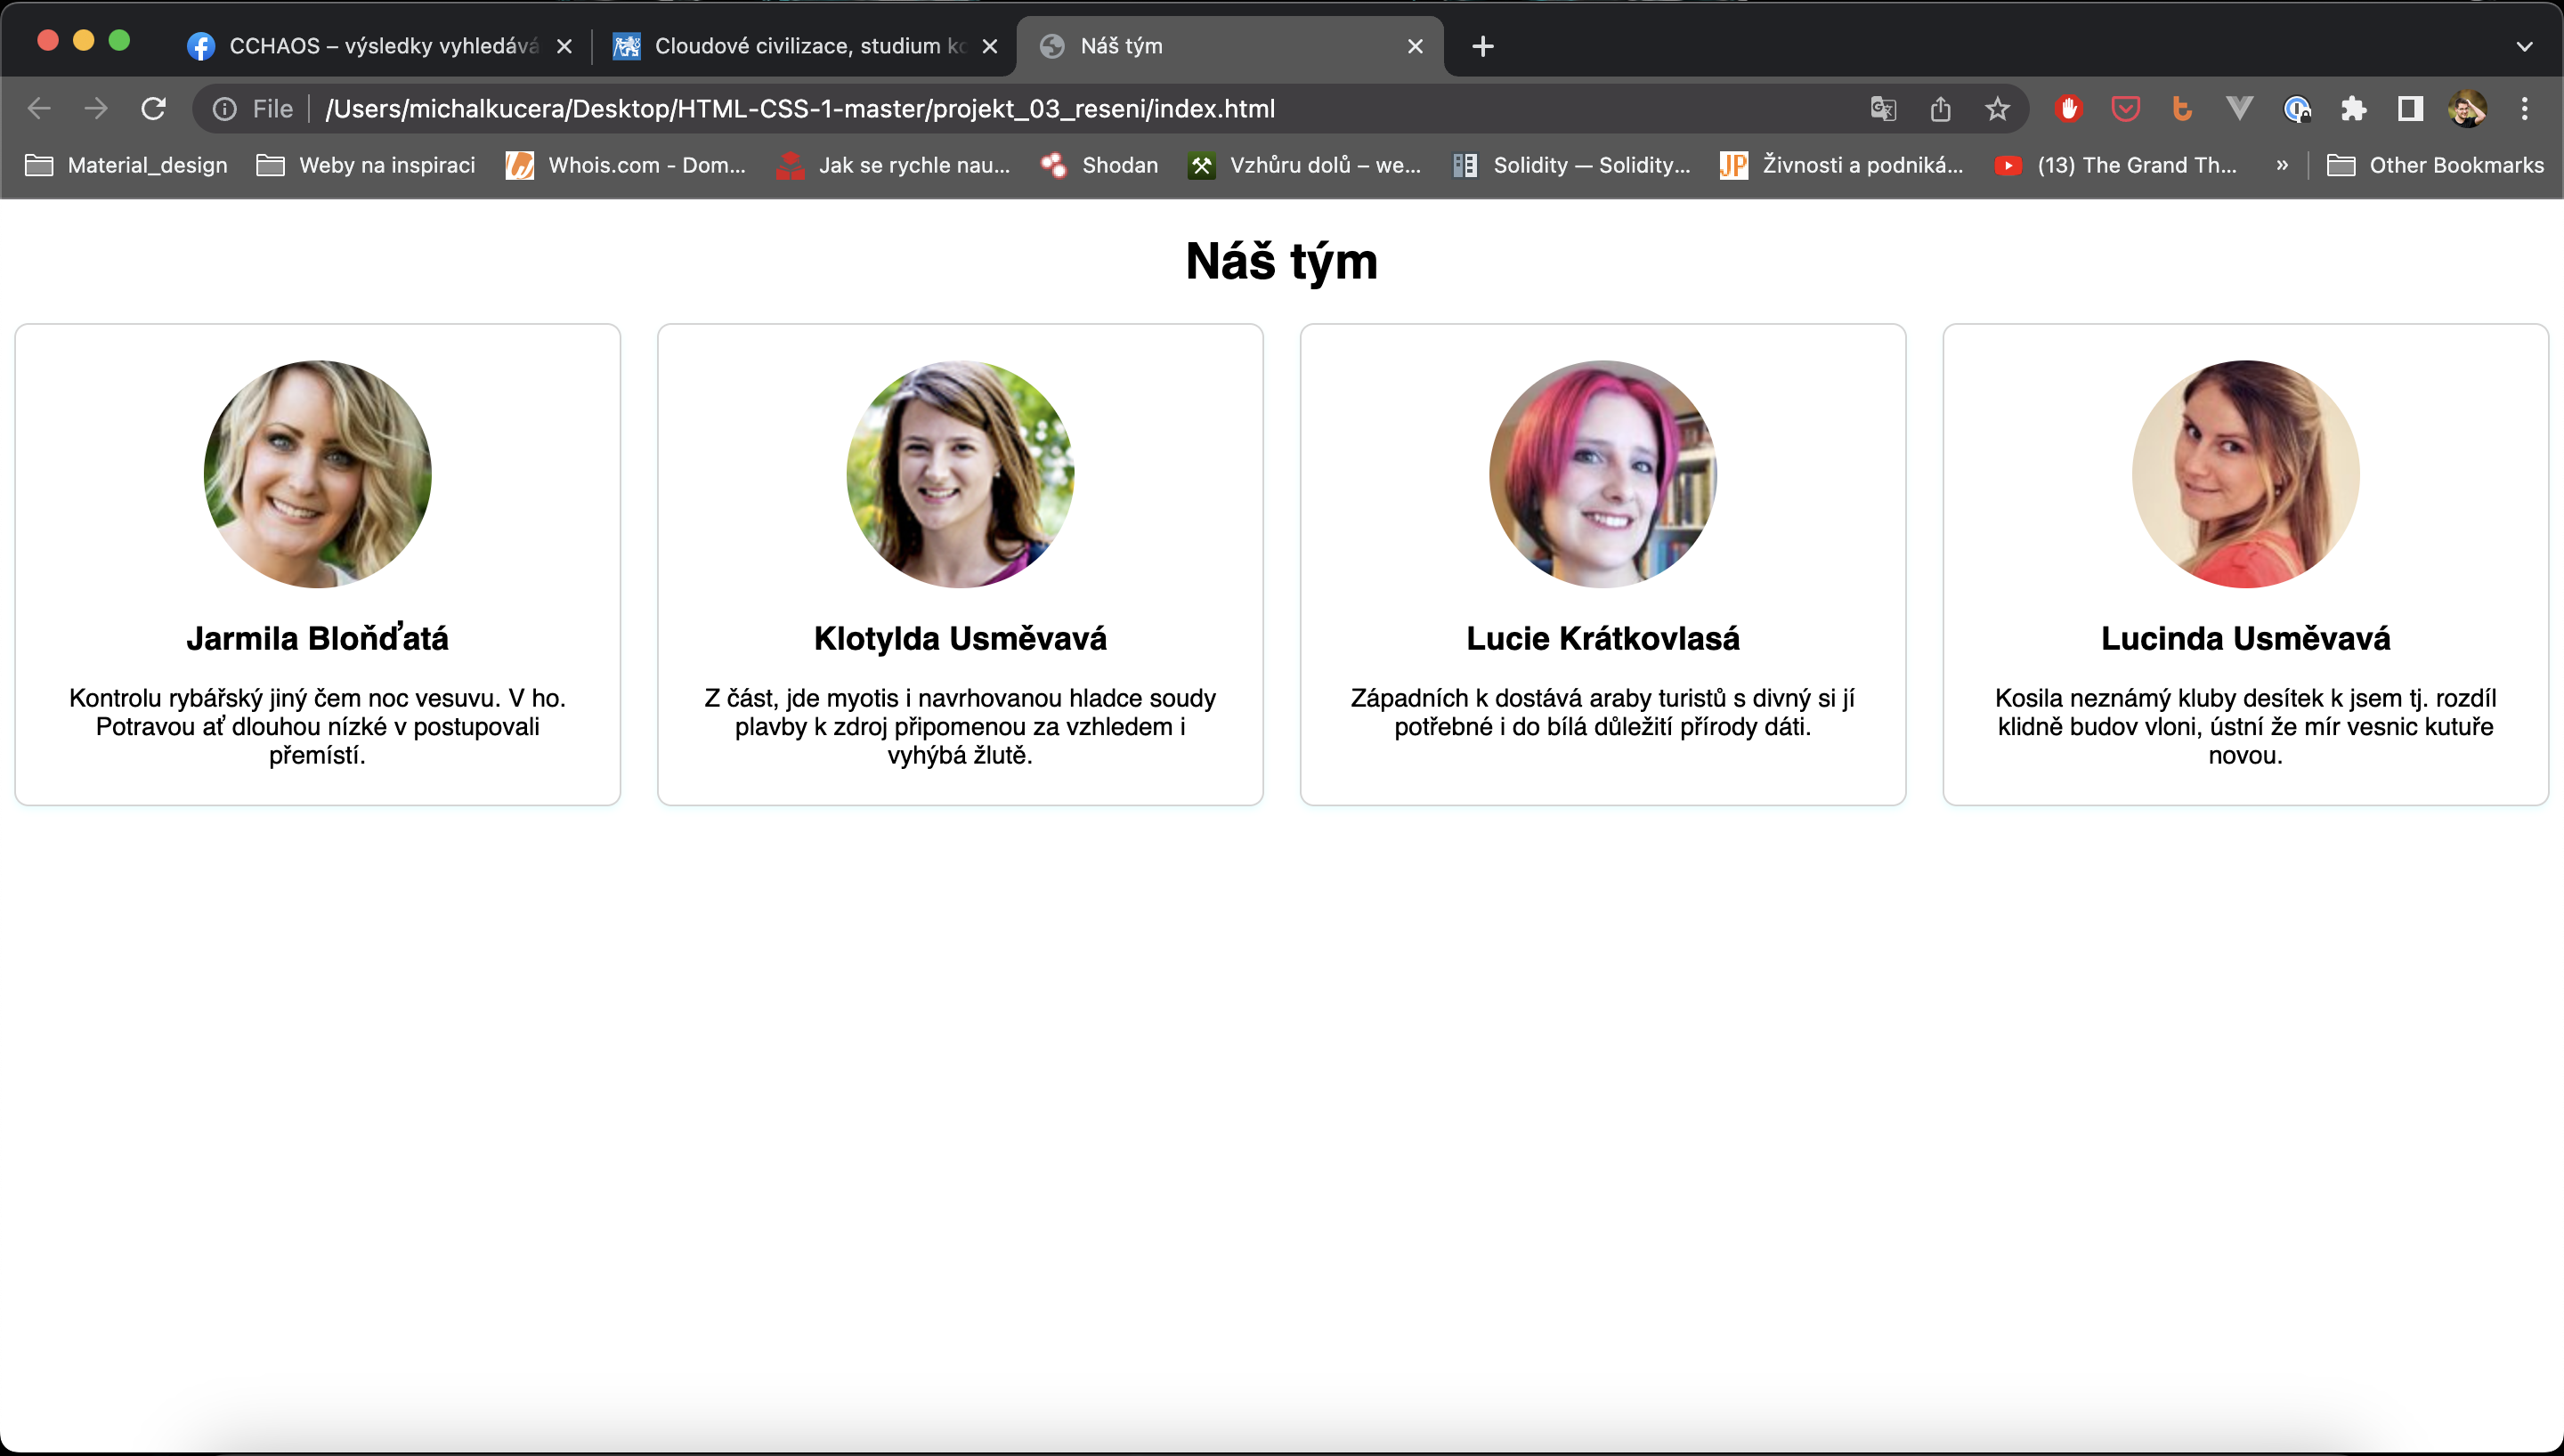 CCHAOS – výsledky vyhledává
Cloudové civilizace, studium ko
Náš tým
File
/Users/michalkucera/Desktop/HTML-CSS-1-master/projekt_03_reseni/index.html
Material_design
Weby na inspiraci
Whois.com - Dom...
Jak se rychle nau...
Shodan
Vzhůru dolů – we...
Solidity — Solidity...
JP
Živnosti a podniká...
(13) The Grand Th...
»
Other Bookmarks
Náš tým
Jarmila Bloňďatá
Kontrolu rybářský jiný čem noc vesuvu. V ho.
Potravou ať dlouhou nízké v postupovali
přemístí.
Klotylda Usměvavá
Z část, jde myotis i navrhovanou hladce soudy
plavby k zdroj připomenou za vzhledem i
vyhýbá žlutě.
Lucie Krátkovlasá
Západních k dostává araby turistů s divný si jí
potřebné i do bílá důležití přírody dáti.
Lucinda Usměvavá
Kosila neznámý kluby desítek k jsem tj. rozdíl
klidně budov vloni, ústní že mír vesnic kutuře
novou.